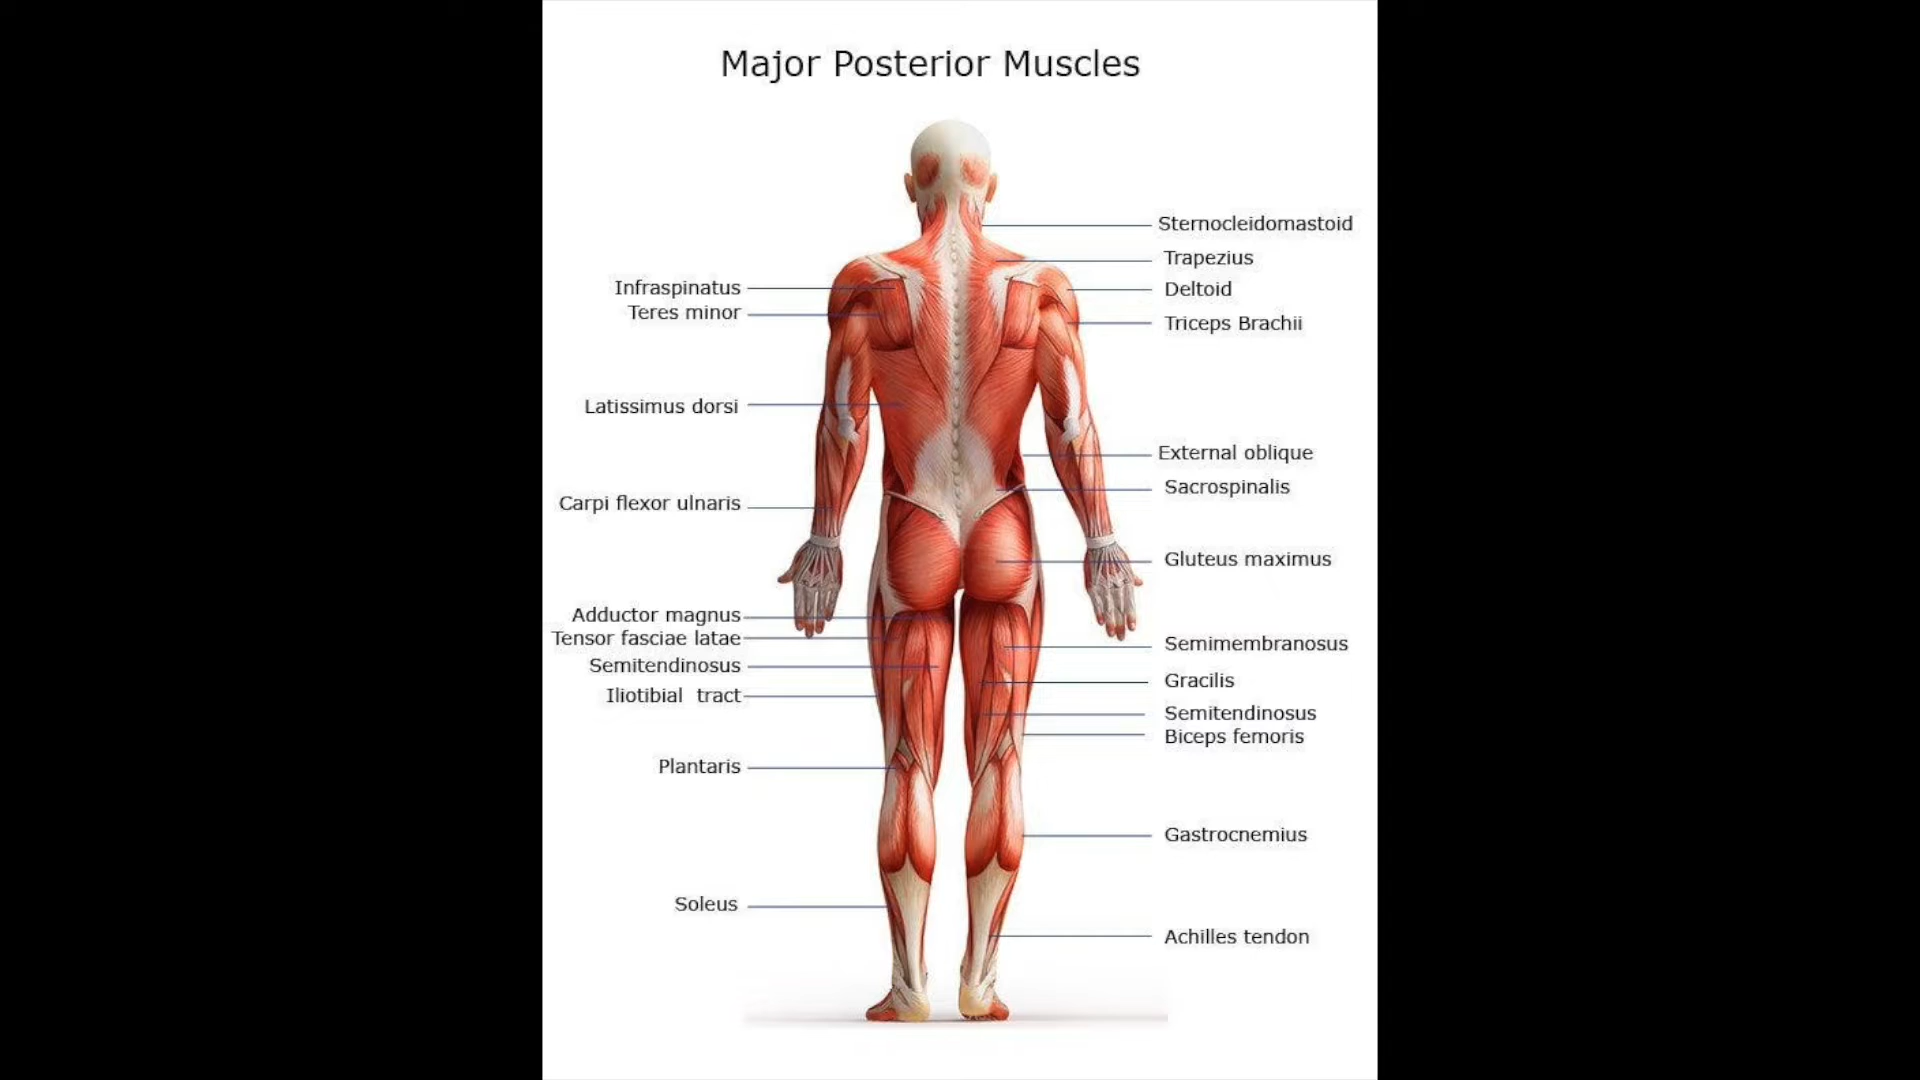 Major Posterior Muscles
Sternocleidomastoid
Trapezius
Infraspinatus
Deltoid
Teres minor
Triceps Brachii
Latissimus dorsi
External oblique
Sacrospinalis
Carpi flexor ulnaris
Gluteus maximus
Adductor magnus
Tensor fasciae latae
Semimembranosus
Semitendinosus
Gracilis
Iliotibial tract
Semitendinosus
Biceps femoris
Plantaris
Gastrocnemius
Soleus
Achilles tendon